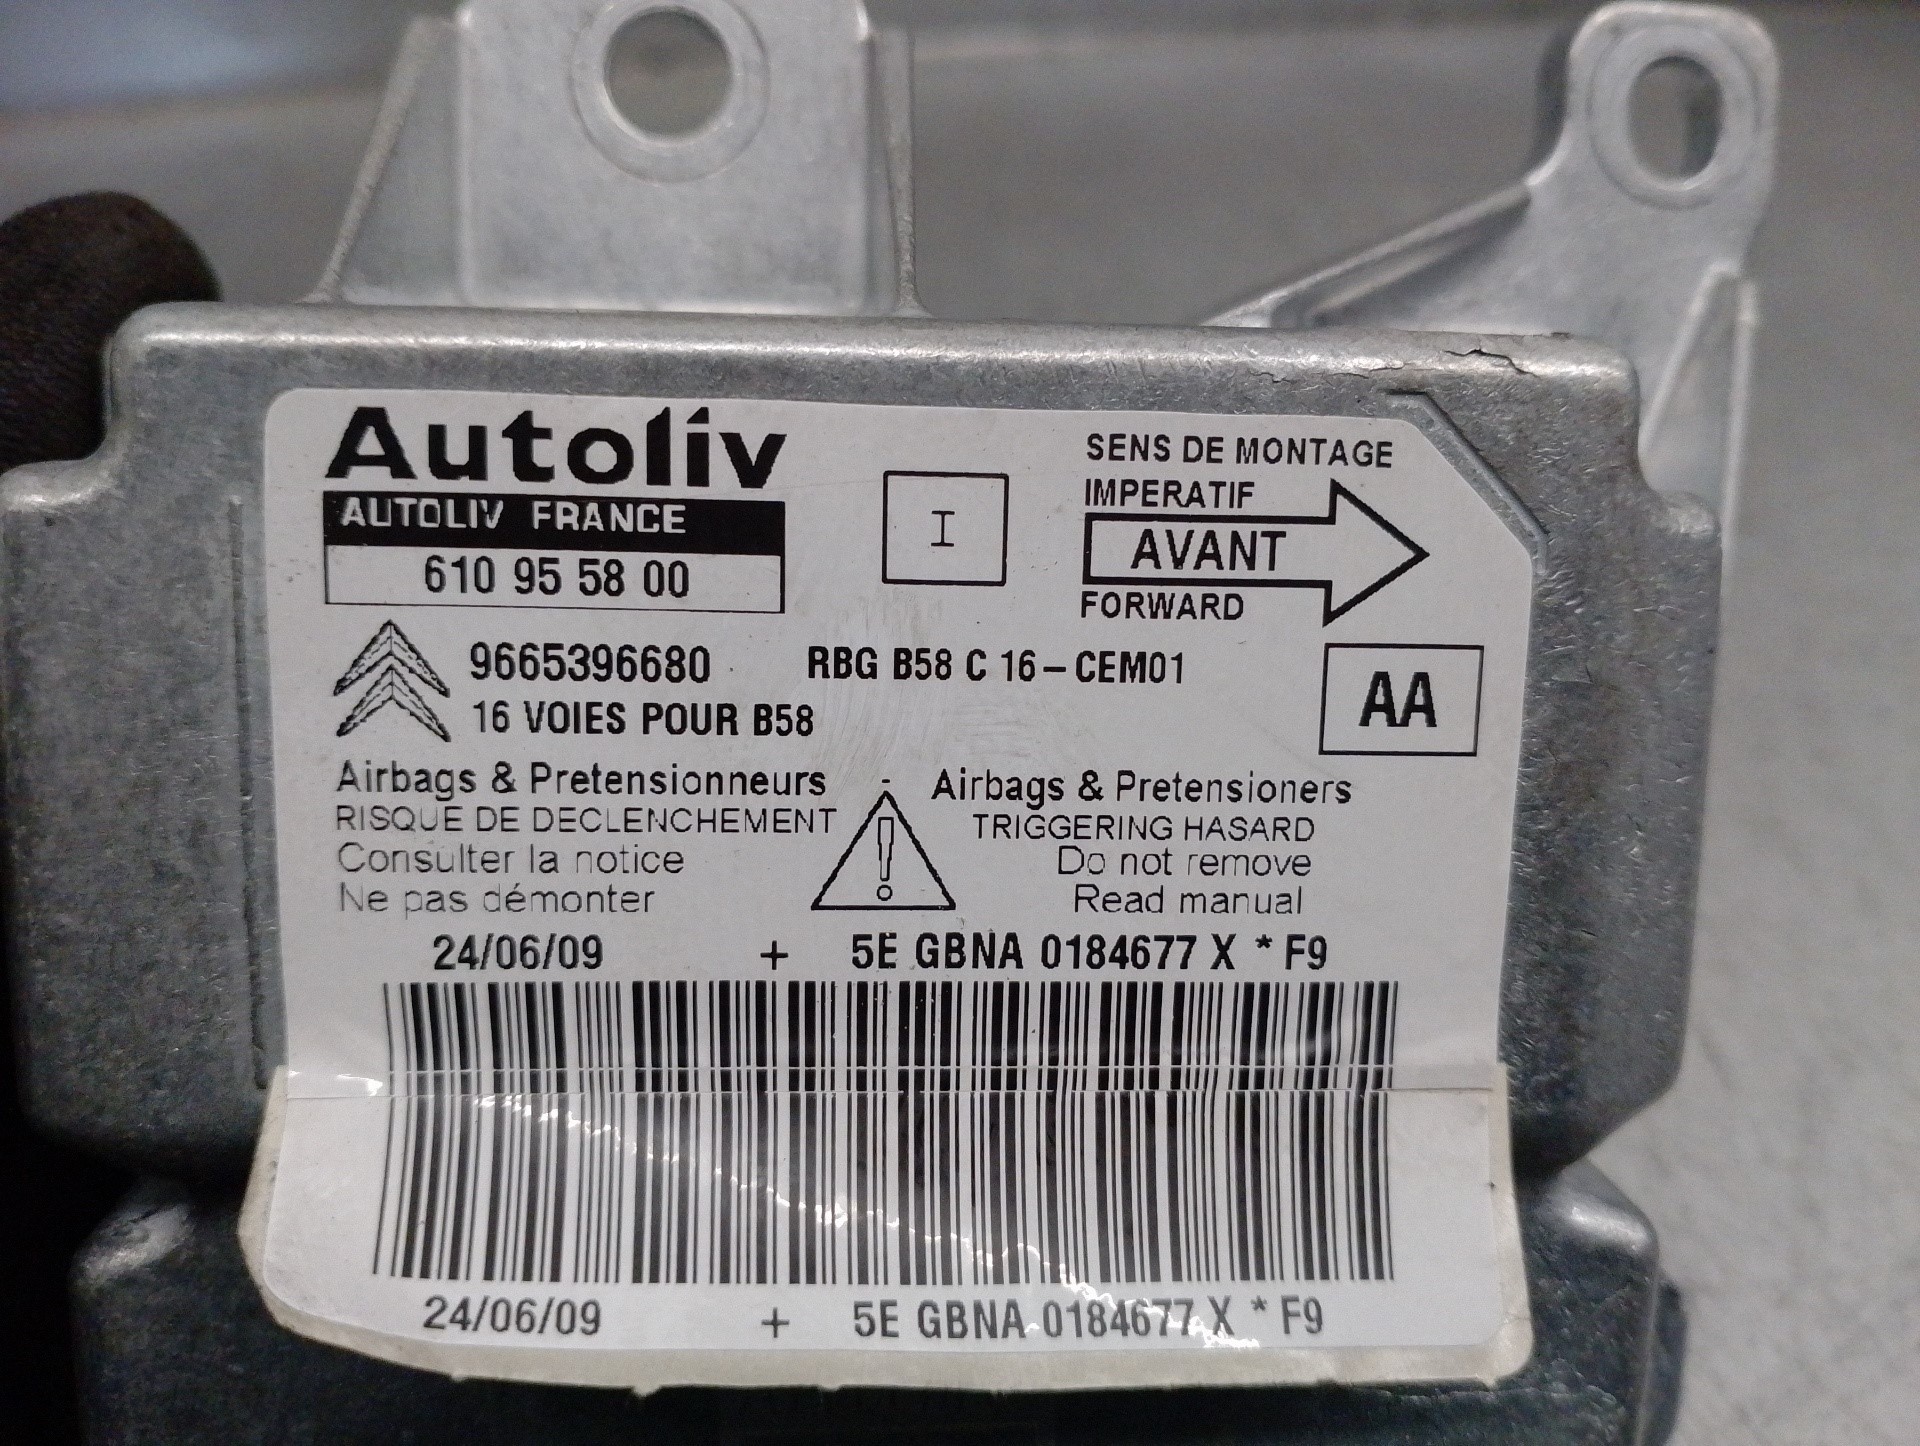 Autoliv
AUTOLIV FRANCE
610 95 58 00
I
SENS DE MONTAGE
IMPERATIF
AVANT
FORWARD
9665396680 RBG B58 C 16-CEM01
16 VOIES POUR B58
AA
Airbags & Pretensionneurs - Airbags & Pretensioners
RISQUE DE DECLENCHEMENT TRIGGERING HASARD
Consulter la notice Do not remove
Ne pas démonter Read manual
24/06/09 + 5E GBNA 0184677 X * F9
24/06/09 + 5E GBNA 0184677 X * F9